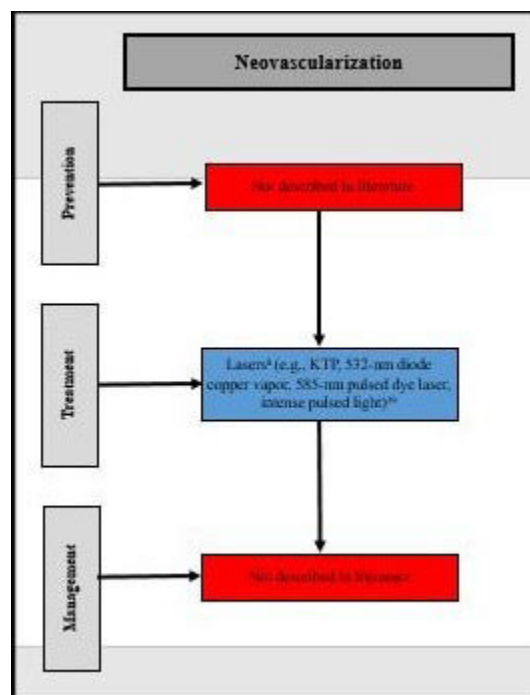 Neovascularization
Prevention
Not described in literature
Treatment
Lasers (e.g., KTP, 532-nm diode
copper vapor, 585-nm pulsed dye laser,
intense pulsed light)
Management
Not described in literature